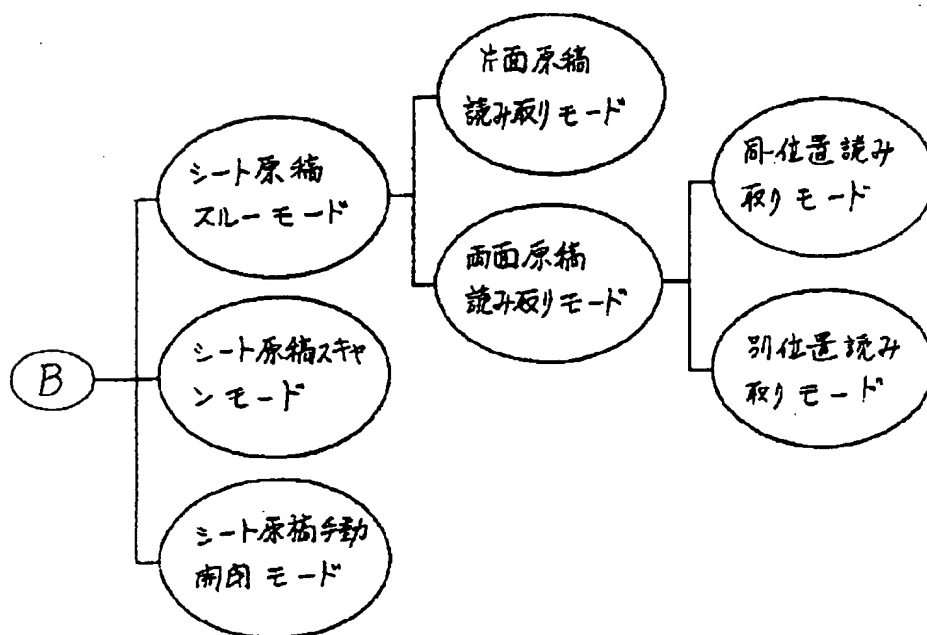 片面原稿
読み取りモード
シート原稿
スルーモード
同一位置読み
取りモード
両面原稿
読み取りモード
シート原稿スキャ
ンモード
別位置読み
取りモード
B
シート原稿手動
開閉モード